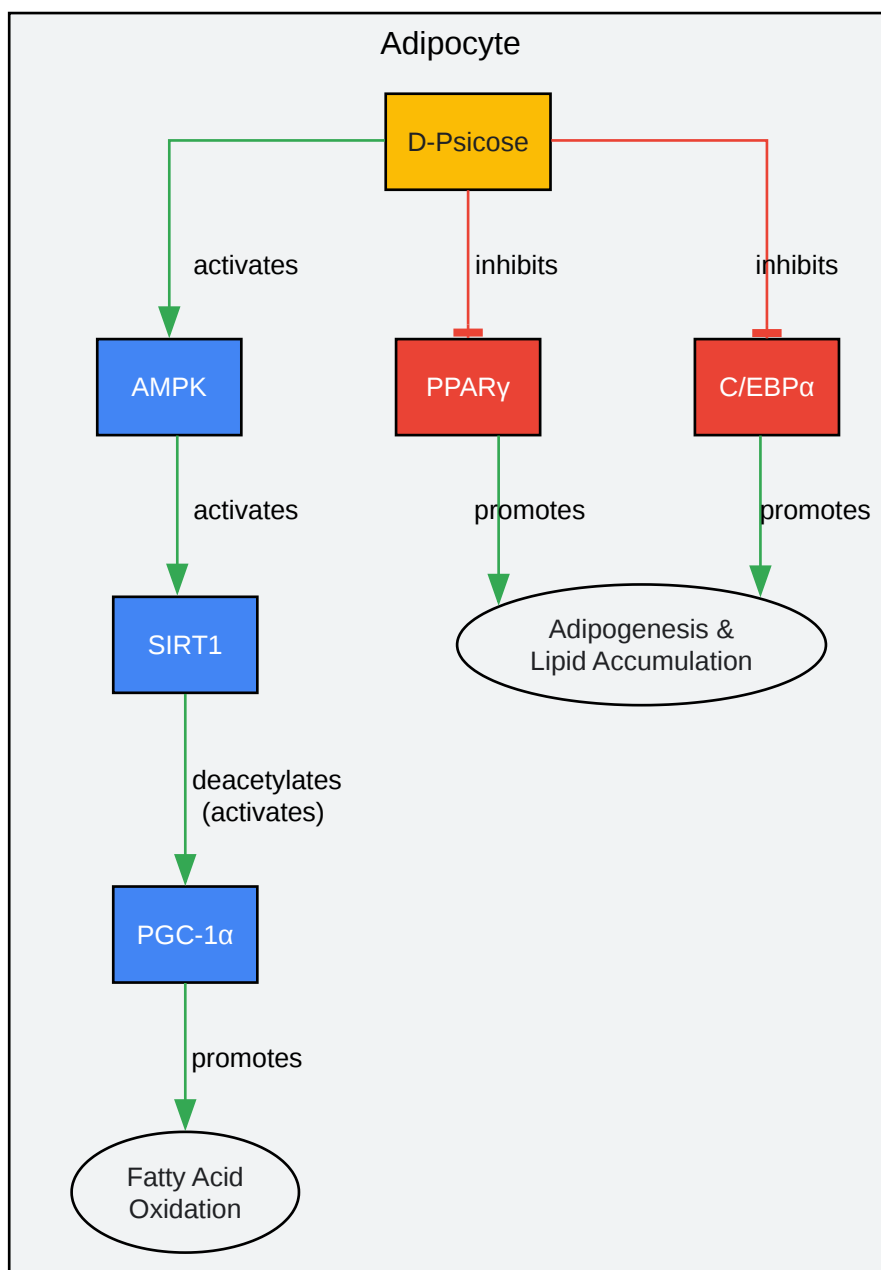 Adipocyte
D-Psicose
activates
inhibits
inhibits
AMPK
PPARγ
C/EBPα
activates
promotes
promotes
SIRT1
Adipogenesis &
Lipid Accumulation
deacetylates
(activates)
PGC-1α
promotes
Fatty Acid
Oxidation